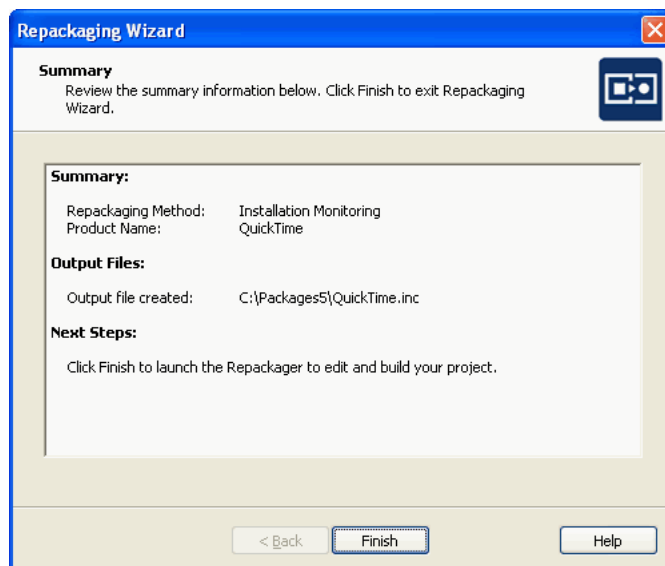 Repackaging Wizard
Summary
Review the summary information below. Click Finish to exit Repackaging
Wizard.
Summary:
Repackaging Method: Installation Monitoring
Product Name: QuickTime
Output Files:
Output file created: C:\Packages5\QuickTime.inc
Next Steps:
Click Finish to launch the Repackager to edit and build your project.
< Back Finish Help